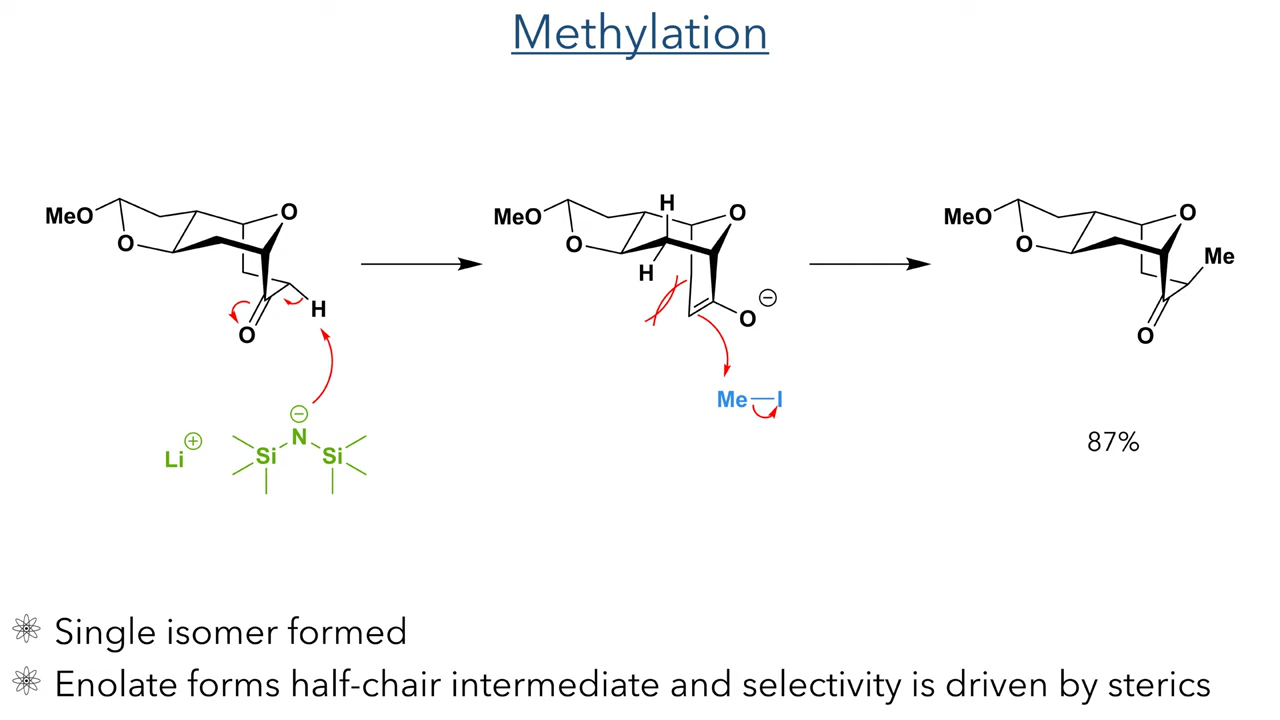 Methylation
MeO
O
O
H
O
Li
+
−
N
Si
Si
MeO
O
H
H
O
O
−
Me
I
MeO
O
O
Me
O
87%
Single isomer formed
Enolate forms half-chair intermediate and selectivity is driven by sterics